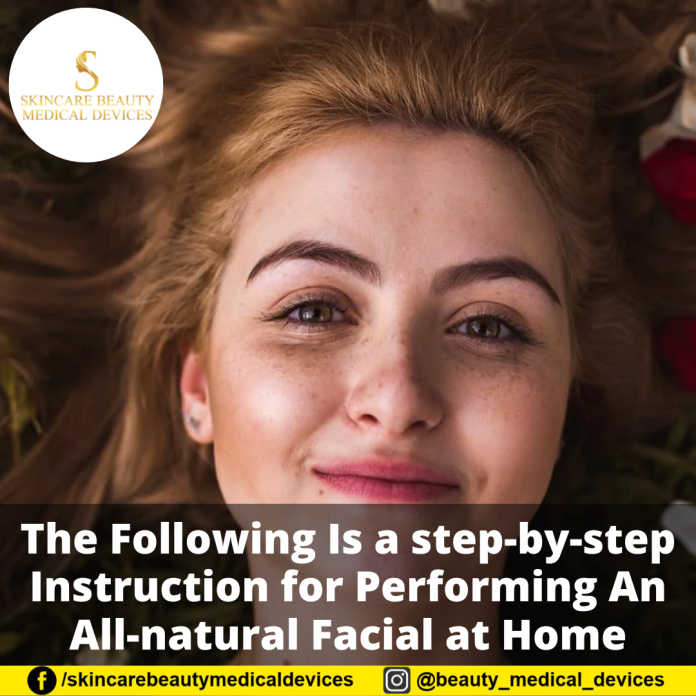 SKINCARE BEAUTY
MEDICAL DEVICES
The Following Is a step-by-step
Instruction for Performing An
All-natural Facial at Home
/skincarebeautymedicaldevices @beauty_medical_devices